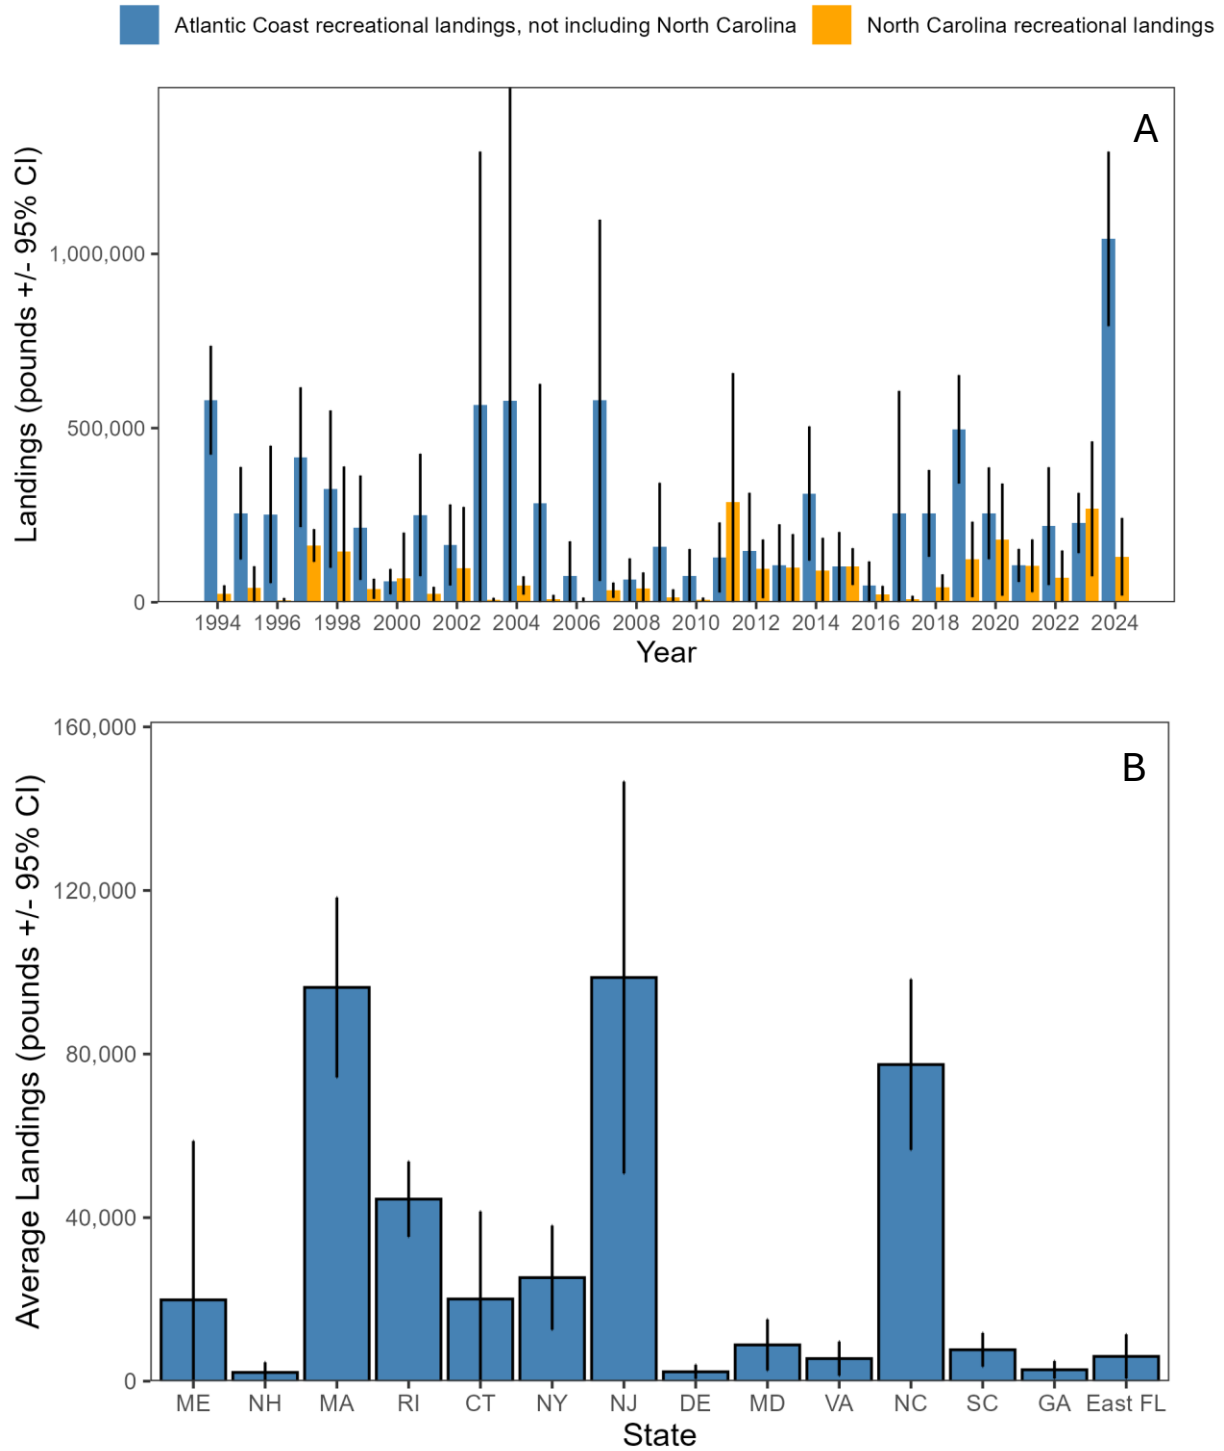 Atlantic Coast recreational landings, not including North Carolina North Carolina recreational landings
A
Landings (pounds +/- 95% CI)
1,000,000
500,000
0
1994 1996 1998 2000 2002 2004 2006 2008 2010 2012 2014 2016 2018 2020 2022 2024
Year
B
Average Landings (pounds +/- 95% CI)
160,000
120,000
80,000
40,000
0
ME NH MA RI CT NY NJ DE MD VA NC SC GA East FL
State